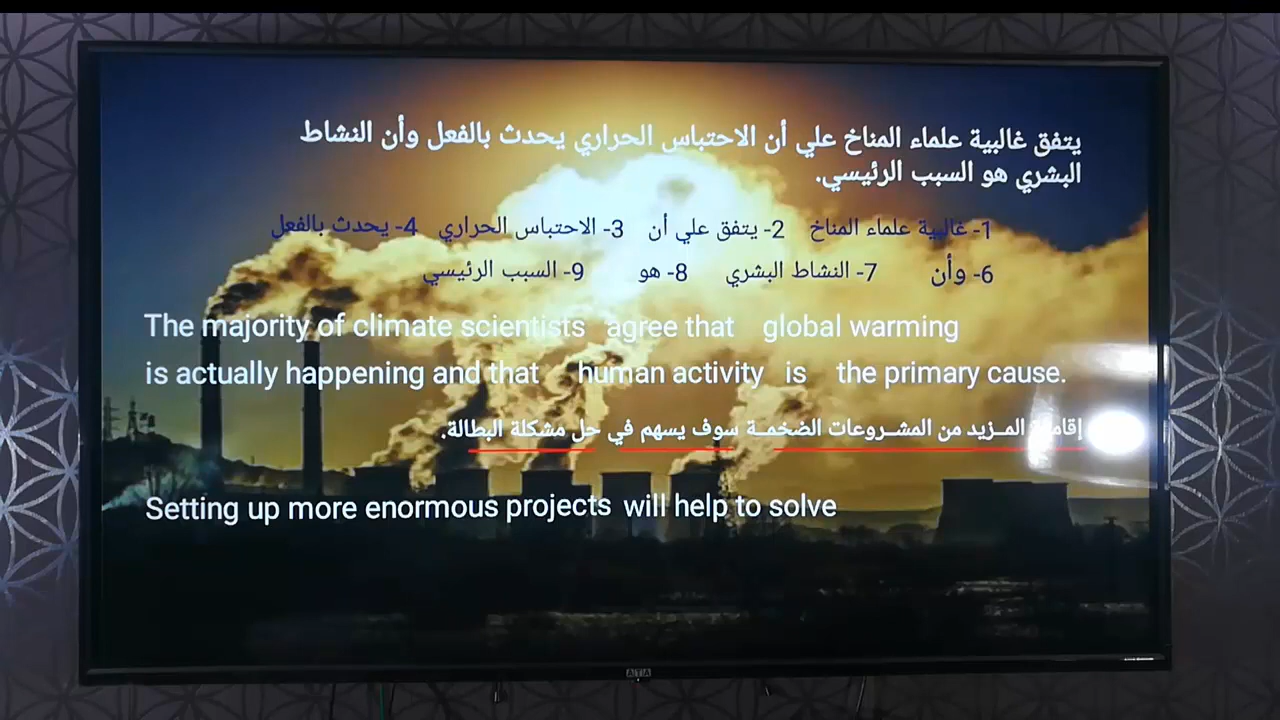 يتفق غالبية علماء المناخ علي أن الاحتباس الحراري يحدث بالفعل وأن النشاط
البشري هو السبب الرئيسي.
1- غالبية علماء المناخ 2- يتفق علي أن 3- الاحتباس الحراري 4- يحدث بالفعل
6- وأن 7- النشاط البشري 8- هو 9- السبب الرئيسي
The majority of climate scientists agree that global warming
is actually happening and that human activity is the primary cause.
إقامة المزيد من المشروعات الضخمة سوف يسهم في حل مشكلة البطالة.
Setting up more enormous projects will help to solve
ATA